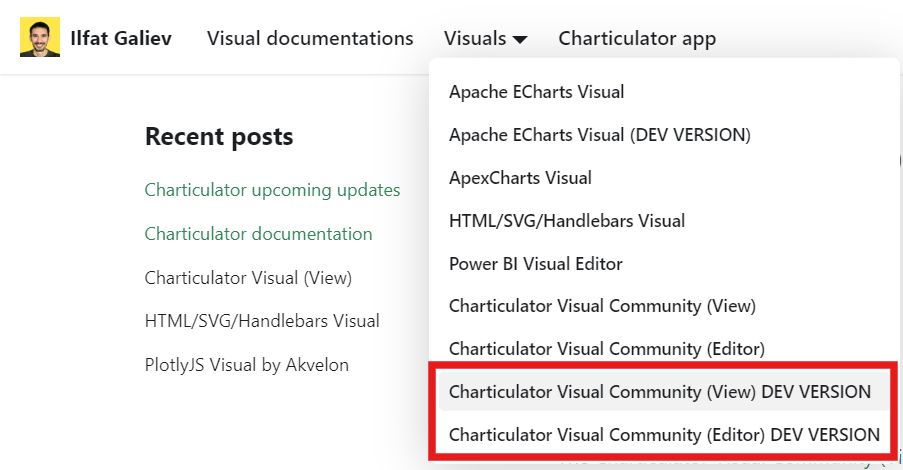 Ilfat Galiev Visual documentations Visuals Charticulator app
Recent posts
Charticulator upcoming updates
Charticulator documentation
Charticulator Visual (View)
HTML/SVG/Handlebars Visual
PlotlyJS Visual by Akvelon
Apache ECharts Visual
Apache ECharts Visual (DEV VERSION)
ApexCharts Visual
HTML/SVG/Handlebars Visual
Power BI Visual Editor
Charticulator Visual Community (View)
Charticulator Visual Community (Editor)
Charticulator Visual Community (View) DEV VERSION
Charticulator Visual Community (Editor) DEV VERSION